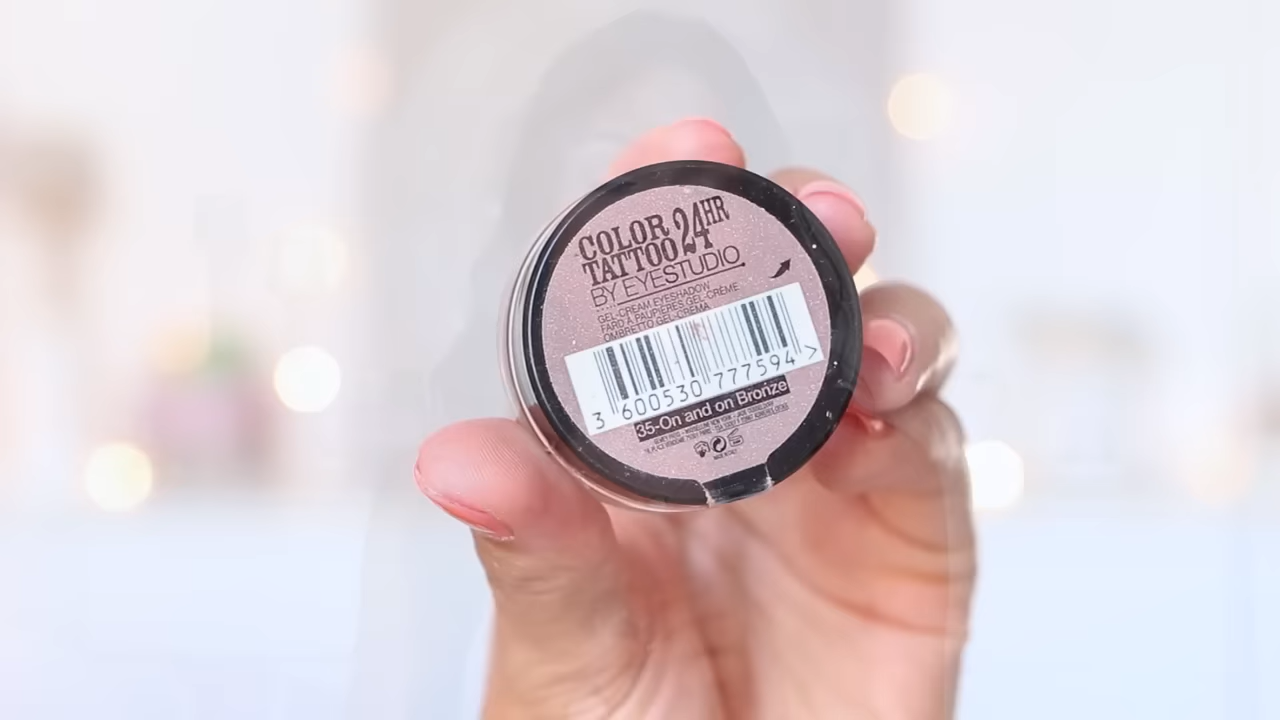 COLOR
TATTOO 24HR
BY EYESTUDIO
GEL-CREAM EYESHADOW
FARD À PAUPIÈRES GEL-CRÈME
OMBRETTO GEL-CREMA
3 600530 777594 >
35-On and on Bronze
MADE IN ITALY